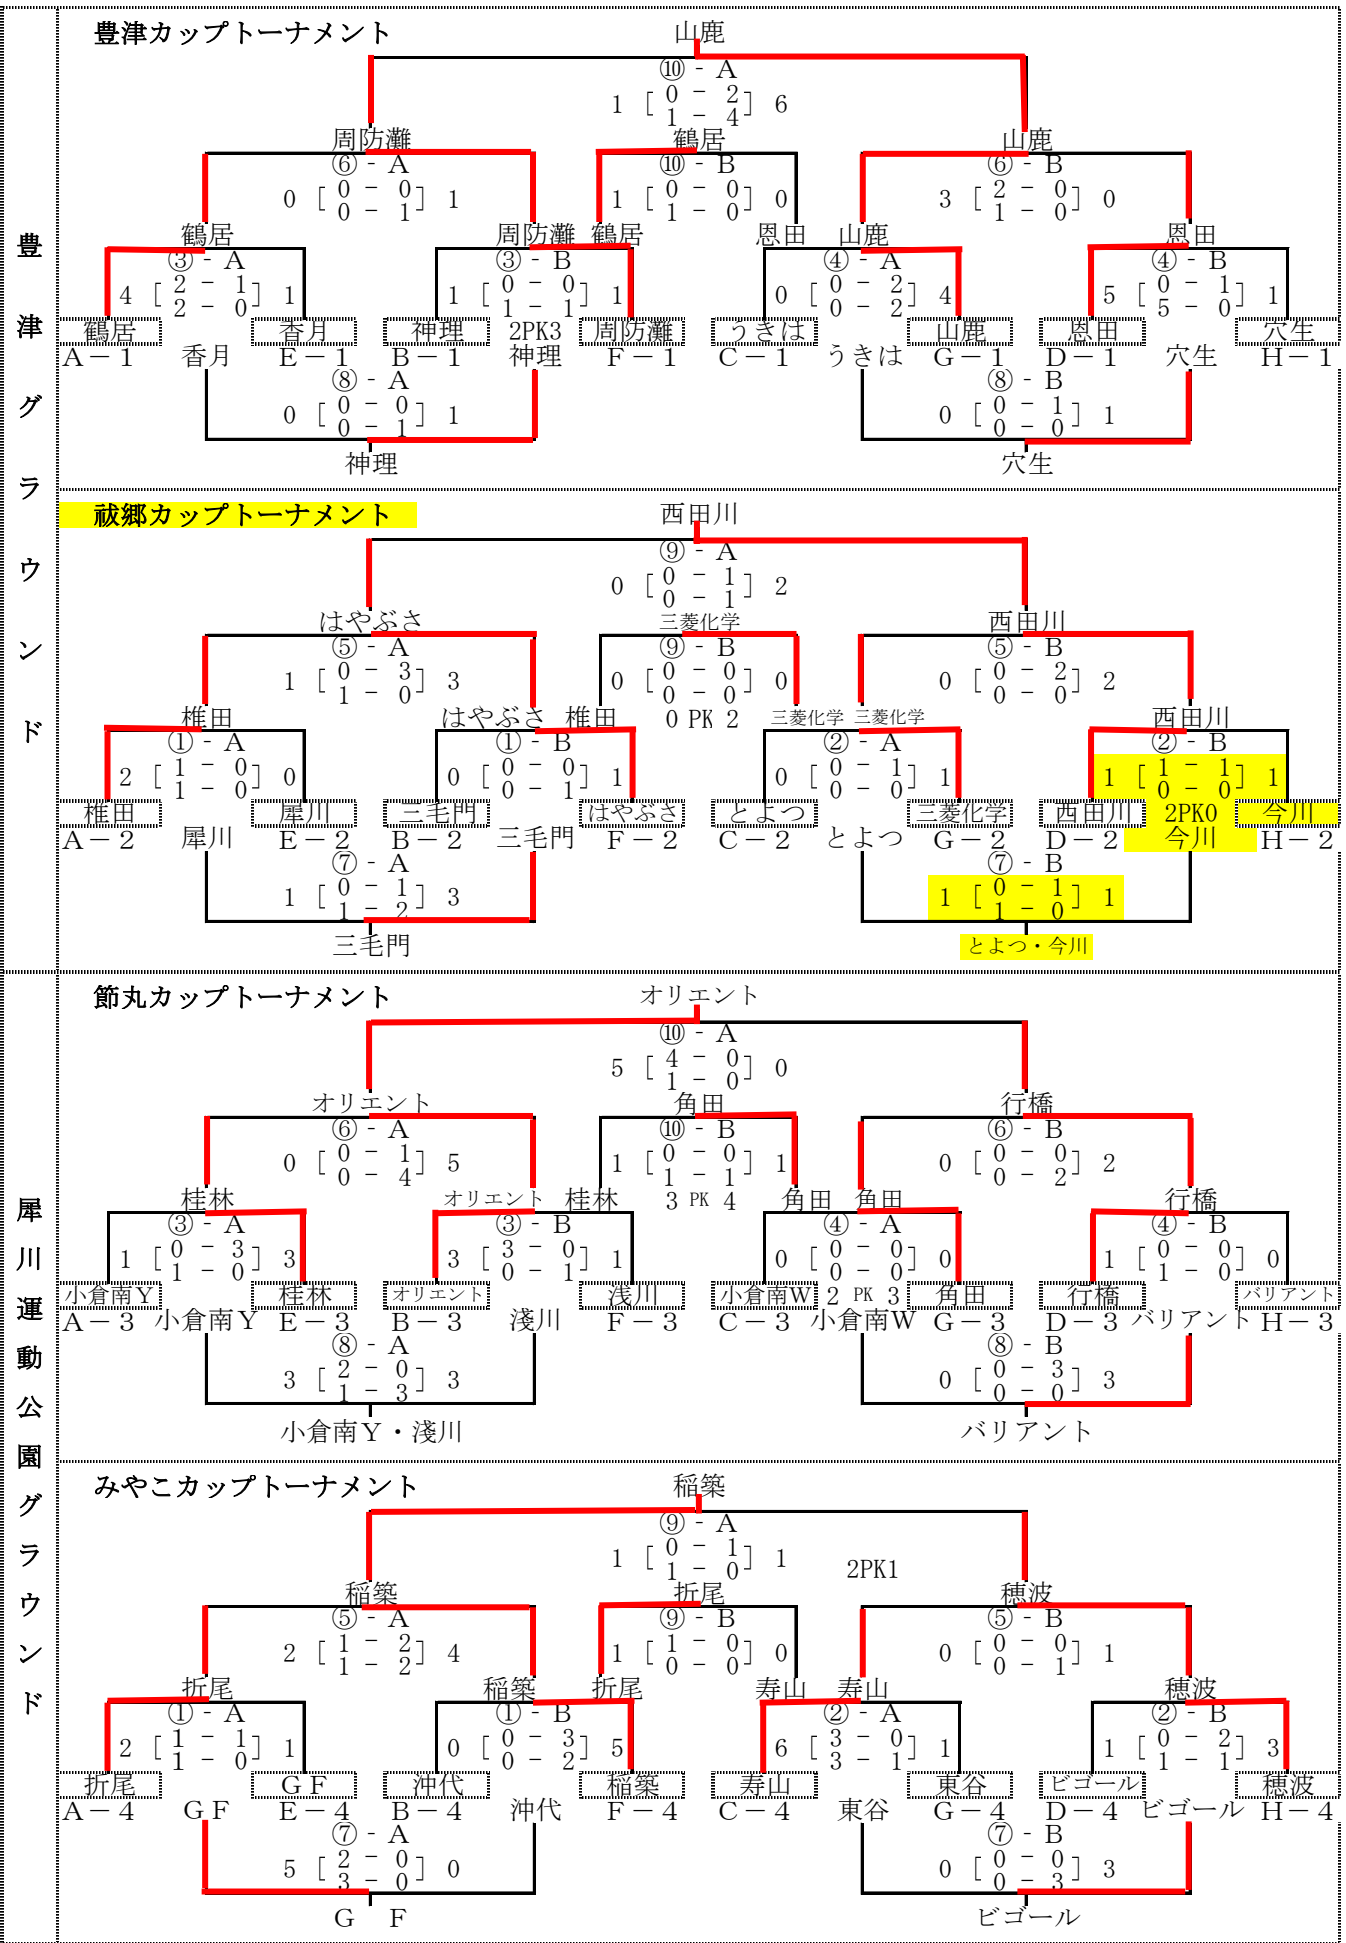 豊津グラウンド
豊津カップトーナメント 山鹿
⑩ - A
1 [ 0 - 2 ] 6
1 - 4
周防灘 鶴居 山鹿
⑥ - A ⑩ - B ⑥ - B
0 [ 0 - 0 ] 1 1 [ 0 - 0 ] 0 3 [ 2 - 0 ] 0
0 - 1 1 - 0 1 - 0
鶴居 周防灘 鶴居 恩田 山鹿 恩田
③ - A ③ - B ④ - A ④ - B
4 [ 2 - 1 ] 1 1 [ 0 - 0 ] 1 0 [ 0 - 2 ] 4 5 [ 0 - 1 ] 1
2 - 0 1 - 1 0 - 2 5 - 0
鶴居 香月 神理 2PK3 周防灘 うきは 山鹿 恩田 穴生
A－1 香月 E－1 B－1 神理 F－1 C－1 うきは G－1 D－1 穴生 H－1
⑧ - A ⑧ - B
0 [ 0 - 0 ] 1 0 [ 0 - 1 ] 1
0 - 1 0 - 0
神理 穴生
祓郷カップトーナメント 西田川
⑨ - A
0 [ 0 - 1 ] 2
0 - 1
はやぶさ 三菱化学 西田川
⑤ - A ⑨ - B ⑤ - B
1 [ 0 - 3 ] 3 0 [ 0 - 0 ] 0 0 [ 0 - 2 ] 2
1 - 0 0 - 0 0 - 0
椎田 はやぶさ 椎田 0 PK 2 三菱化学 三菱化学 西田川
① - A ① - B ② - A ② - B
2 [ 1 - 0 ] 0 0 [ 0 - 0 ] 1 0 [ 0 - 1 ] 1 1 [ 1 - 1 ] 1
1 - 0 0 - 1 0 - 0 0 - 0
椎田 犀川 三毛門 はやぶさ とよつ 三菱化学 西田川 2PK0 今川
A－2 犀川 E－2 B－2 三毛門 F－2 C－2 とよつ G－2 D－2 今川 H－2
⑦ - A ⑦ - B
1 [ 0 - 1 ] 3 1 [ 0 - 1 ] 1
1 - 2 1 - 0
三毛門 とよつ・今川
犀川運動公園グラウンド
節丸カップトーナメント オリエント
⑩ - A
5 [ 4 - 0 ] 0
1 - 0
オリエント 角田 行橋
⑥ - A ⑩ - B ⑥ - B
0 [ 0 - 1 ] 5 1 [ 0 - 0 ] 1 0 [ 0 - 0 ] 2
0 - 4 1 - 1 0 - 2
桂林 オリエント 桂林 3 PK 4 角田 角田 行橋
③ - A ③ - B ④ - A ④ - B
1 [ 0 - 3 ] 3 3 [ 3 - 0 ] 1 0 [ 0 - 0 ] 0 1 [ 0 - 0 ] 0
1 - 0 0 - 1 0 - 0 1 - 0
小倉南Y 桂林 オリエント 浅川 小倉南W 2 PK 3 角田 行橋 バリアント
A－3 小倉南Y E－3 B－3 淺川 F－3 C－3 小倉南W G－3 D－3 バリアント H－3
⑧ - A ⑧ - B
3 [ 2 - 0 ] 3 0 [ 0 - 3 ] 3
1 - 3 0 - 0
小倉南Y・淺川 バリアント
みやこカップトーナメント 稲築
⑨ - A
1 [ 0 - 1 ] 1 2PK1
1 - 0
稲築 折尾 穂波
⑤ - A ⑨ - B ⑤ - B
2 [ 1 - 2 ] 4 1 [ 1 - 0 ] 0 0 [ 0 - 0 ] 1
1 - 2 0 - 0 0 - 1
折尾 稲築 折尾 寿山 寿山 穂波
① - A ① - B ② - A ② - B
2 [ 1 - 1 ] 1 0 [ 0 - 3 ] 5 6 [ 3 - 0 ] 1 1 [ 0 - 2 ] 3
1 - 0 0 - 2 3 - 1 1 - 1
折尾 GF 沖代 稲築 寿山 東谷 ビゴール 穂波
A－4 GF E－4 B－4 沖代 F－4 C－4 東谷 G－4 D－4 ビゴール H－4
⑦ - A ⑦ - B
5 [ 2 - 0 ] 0 0 [ 0 - 0 ] 3
3 - 0 0 - 3
G F ビゴール